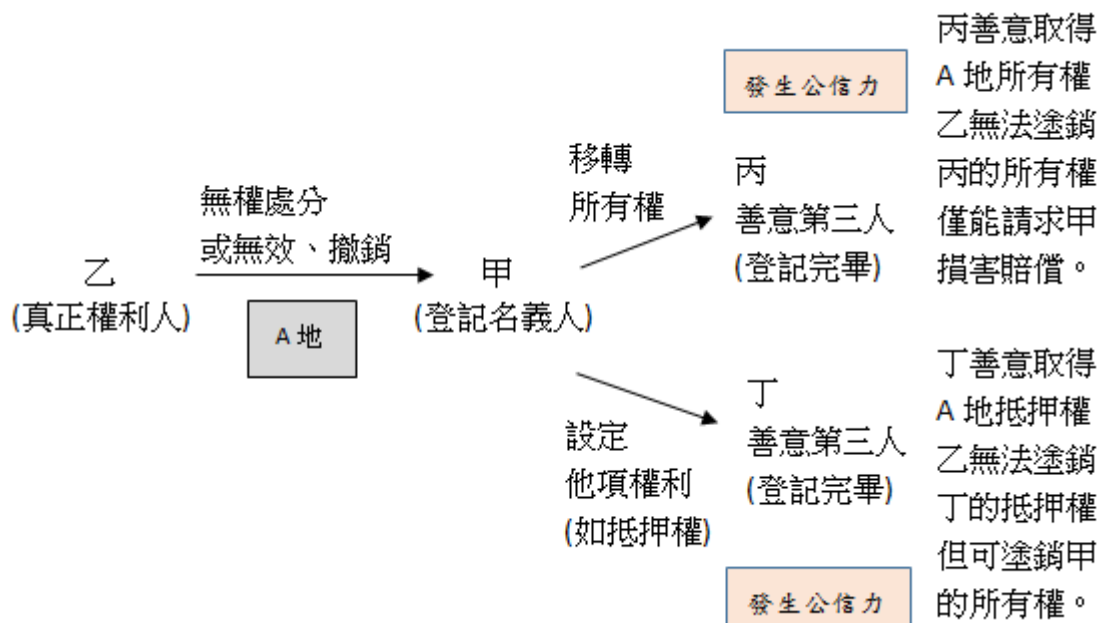 乙
(真正權利人)
無權處分
或無效、撤銷
A 地
甲
(登記名義人)
移轉
所有權
發生公信力
丙
善意第三人
(登記完畢)
丙善意取得
A 地所有權
乙無法塗銷
丙的所有權
僅能請求甲
損害賠償。
設定
他項權利
(如抵押權)
丁
善意第三人
(登記完畢)
發生公信力
丁善意取得
A 地抵押權
乙無法塗銷
丁的抵押權
但可塗銷甲
的所有權。